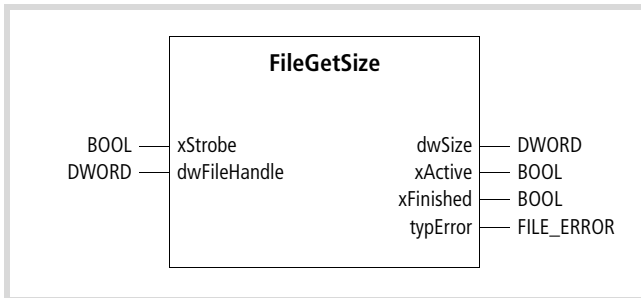 FileGetSize
BOOL xStrobe dwSize DWORD
DWORD dwFileHandle xActive BOOL
xFinished BOOL
typError FILE_ERROR